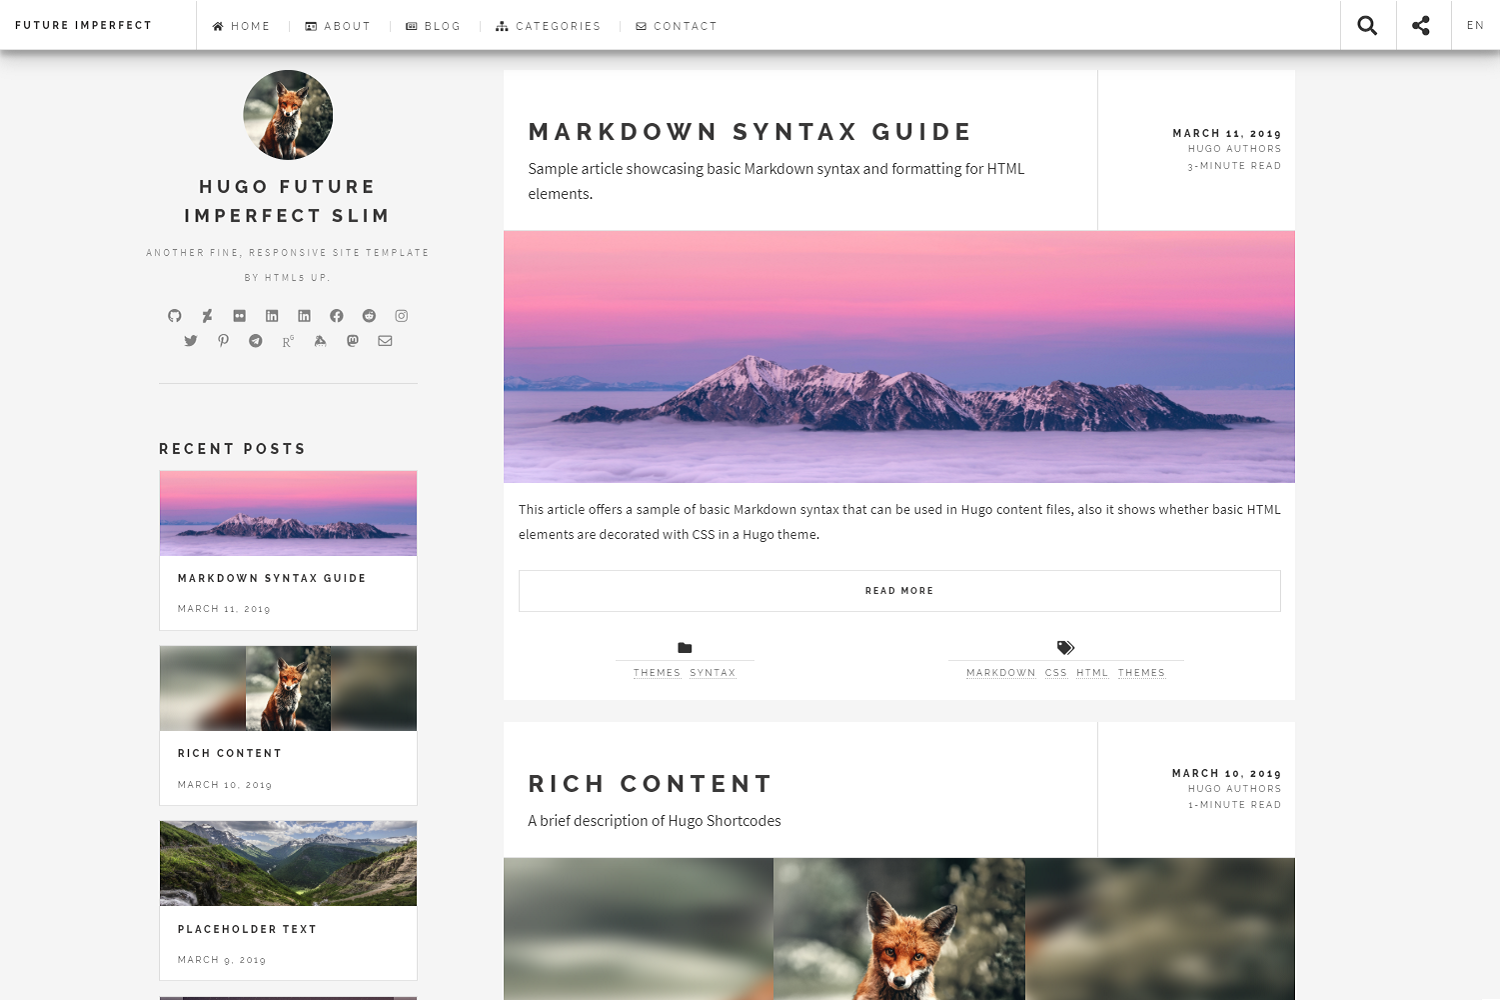 FUTURE IMPERFECT
HOME
ABOUT
BLOG
CATEGORIES
CONTACT
EN
HUGO FUTURE
IMPERFECT SLIM
ANOTHER FINE, RESPONSIVE SITE TEMPLATE
BY HTML5 UP.
RECENT POSTS
MARKDOWN SYNTAX GUIDE
MARCH 11, 2019
RICH CONTENT
MARCH 10, 2019
PLACEHOLDER TEXT
MARCH 9, 2019
MARKDOWN SYNTAX GUIDE
Sample article showcasing basic Markdown syntax and formatting for HTML
elements.
MARCH 11, 2019
HUGO AUTHORS
3-MINUTE READ
This article offers a sample of basic Markdown syntax that can be used in Hugo content files, also it shows whether basic HTML
elements are decorated with CSS in a Hugo theme.
READ MORE
THEMES SYNTAX
MARKDOWN CSS HTML THEMES
RICH CONTENT
A brief description of Hugo Shortcodes
MARCH 10, 2019
HUGO AUTHORS
1-MINUTE READ